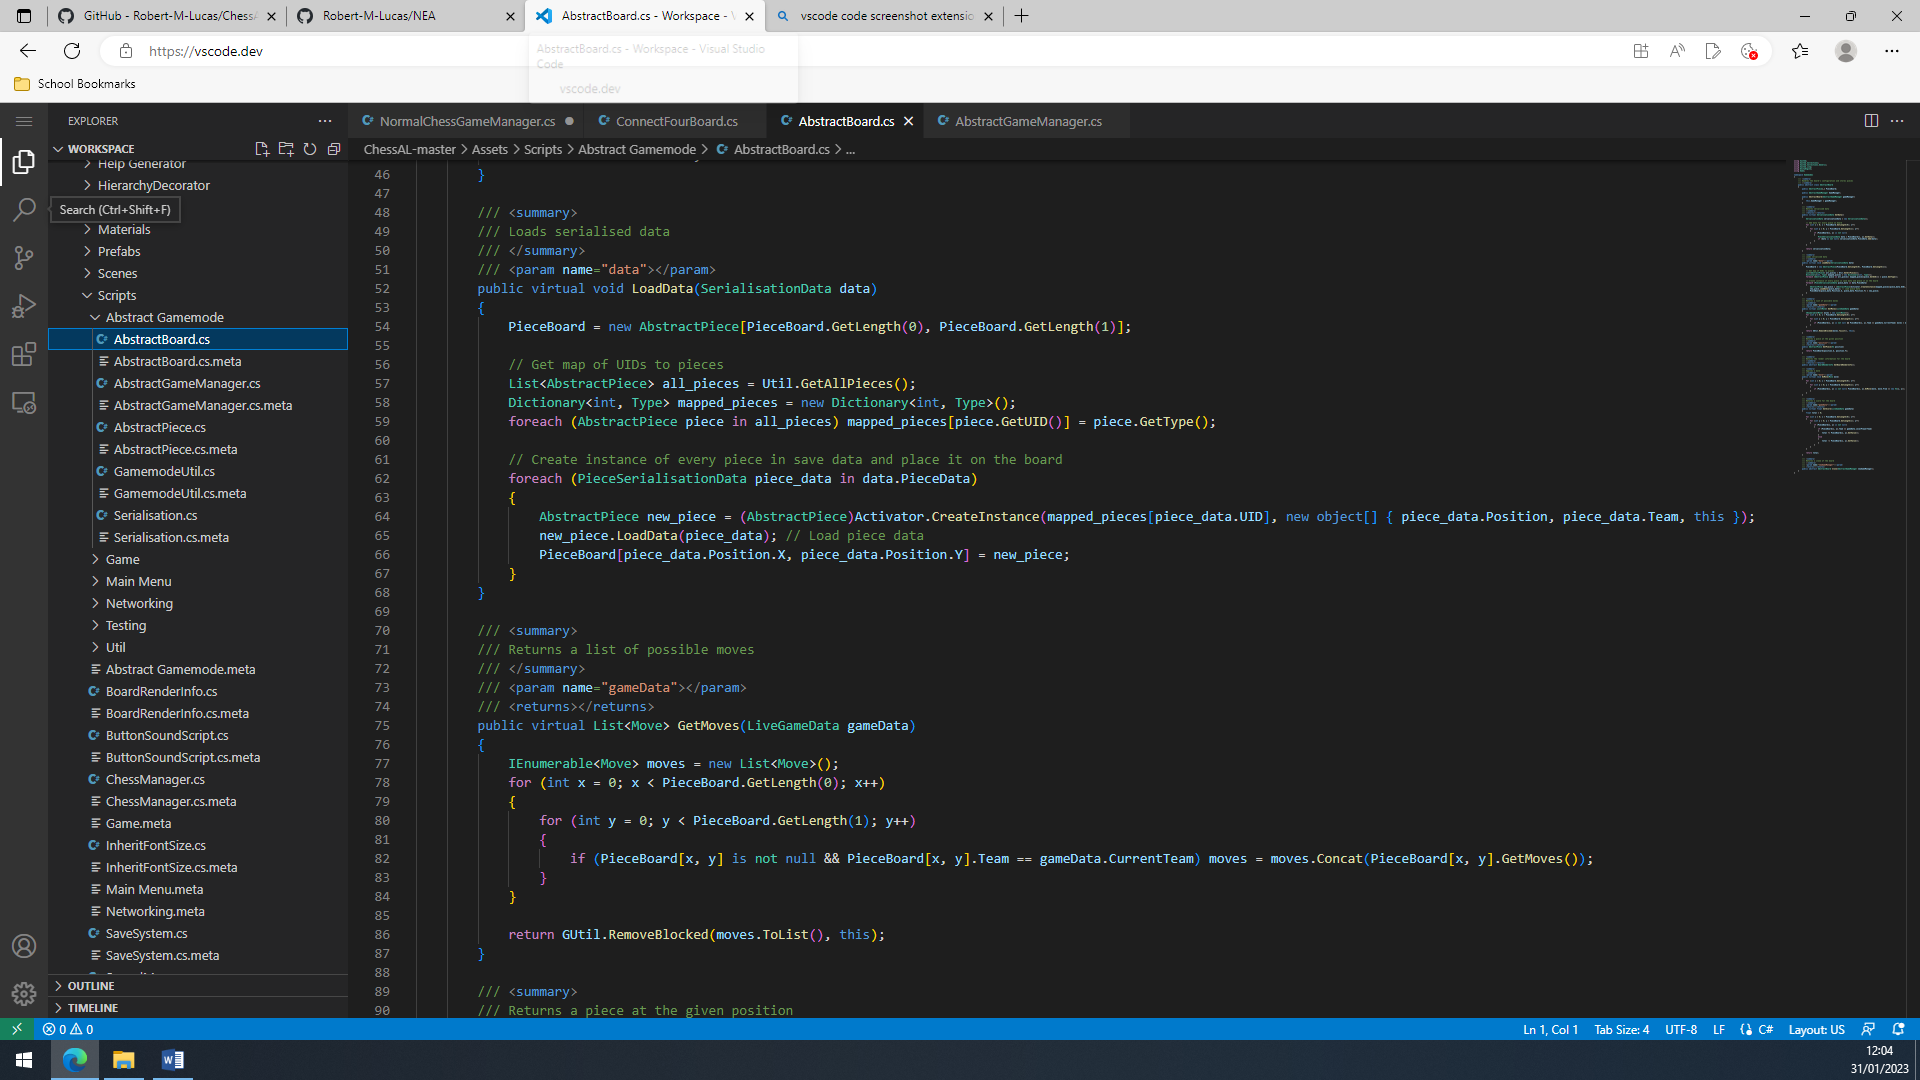 GitHub - Robert-M-Lucas/Chess
Robert-M-Lucas/NEA
AbstractBoard.cs - Workspace -
vscode code screenshot extensi
https://vscode.dev
AbstractBoard.cs - Workspace - Visual Studio
Code
vscode.dev
School Bookmarks
EXPLORER
WORKSPACE
Help Generator
HierarchyDecorator
Search (Ctrl+Shift+F)
Materials
Prefabs
Scenes
Scripts
Abstract Gamemode
AbstractBoard.cs
AbstractBoard.cs.meta
AbstractGameManager.cs
AbstractGameManager.cs.meta
AbstractPiece.cs
AbstractPiece.cs.meta
GamemodeUtil.cs
GamemodeUtil.cs.meta
Serialisation.cs
Serialisation.cs.meta
Game
Main Menu
Networking
Testing
Util
Abstract Gamemode.meta
BoardRenderInfo.cs
BoardRenderInfo.cs.meta
ButtonSoundScript.cs
ButtonSoundScript.cs.meta
ChessManager.cs
ChessManager.cs.meta
Game.meta
InheritFontSize.cs
InheritFontSize.cs.meta
Main Menu.meta
Networking.meta
SaveSystem.cs
SaveSystem.cs.meta
OUTLINE
TIMELINE
NormalChessGameManager.cs
ConnectFourBoard.cs
AbstractBoard.cs
AbstractGameManager.cs
ChessAL-master > Assets > Scripts > Abstract Gamemode > AbstractBoard.cs > ...
46 }
47
48 /// <summary>
49 /// Loads serialised data
50 /// </summary>
51 /// <param name="data"></param>
52 public virtual void LoadData(SerialisationData data)
53 {
54 PieceBoard = new AbstractPiece[PieceBoard.GetLength(0), PieceBoard.GetLength(1)];
55
56 // Get map of UIDs to pieces
57 List<AbstractPiece> all_pieces = Util.GetAllPieces();
58 Dictionary<int, Type> mapped_pieces = new Dictionary<int, Type>();
59 foreach (AbstractPiece piece in all_pieces) mapped_pieces[piece.GetUID()] = piece.GetType();
60
61 // Create instance of every piece in save data and place it on the board
62 foreach (PieceSerialisationData piece_data in data.PieceData)
63 {
64 AbstractPiece new_piece = (AbstractPiece)Activator.CreateInstance(mapped_pieces[piece_data.UID], new object[] { piece_data.Position, piece_data.Team, this });
65 new_piece.LoadData(piece_data); // Load piece data
66 PieceBoard[piece_data.Position.X, piece_data.Position.Y] = new_piece;
67 }
68 }
69
70 /// <summary>
71 /// Returns a list of possible moves
72 /// </summary>
73 /// <param name="gameData"></param>
74 /// <returns></returns>
75 public virtual List<Move> GetMoves(LiveGameData gameData)
76 {
77 IEnumerable<Move> moves = new List<Move>();
78 for (int x = 0; x < PieceBoard.GetLength(0); x++)
79 {
80 for (int y = 0; y < PieceBoard.GetLength(1); y++)
81 {
82 if (PieceBoard[x, y] is not null && PieceBoard[x, y].Team == gameData.CurrentTeam) moves = moves.Concat(PieceBoard[x, y].GetMoves());
83 }
84 }
85
86 return GUtil.RemoveBlocked(moves.ToList(), this);
87 }
88
89 /// <summary>
90 /// Returns a piece at the given position
0 0
Ln 1, Col 1
Tab Size: 4
UTF-8
LF
C#
Layout: US
12:04
31/01/2023